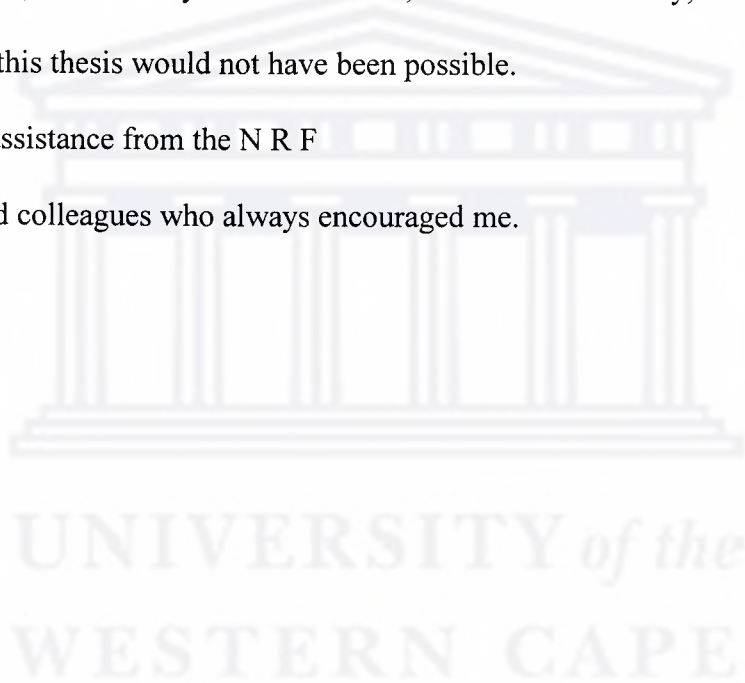 this thesis would not have been possible.
ssistance from the N R F
d colleagues who always encouraged me.
UNIVERSITY of the
WESTERN CAPE